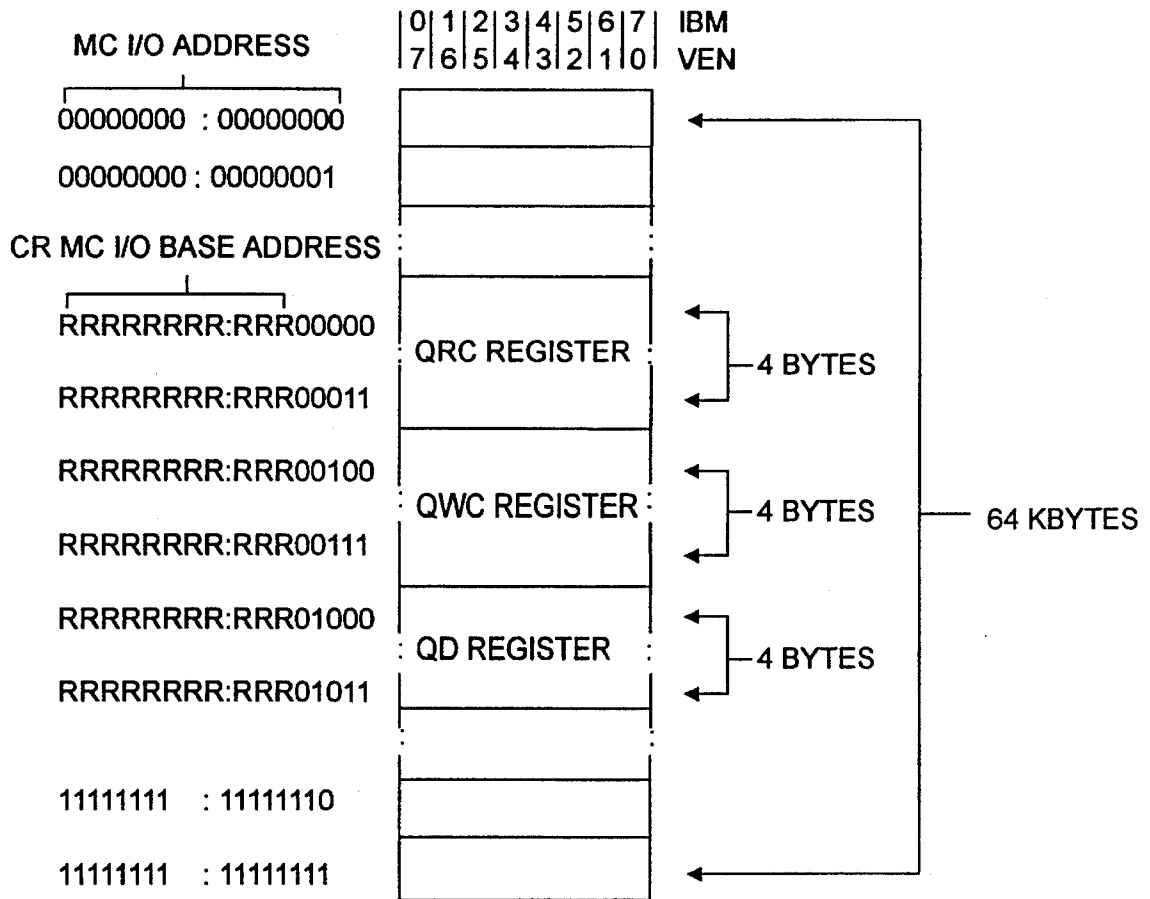 |0|1|2|3|4|5|6|7| IBM
|7|6|5|4|3|2|1|0| VEN
MC I/O ADDRESS
00000000 : 00000000
00000000 : 00000001
CR MC I/O BASE ADDRESS
RRRRRRRR:RRR00000
QRC REGISTER
4 BYTES
RRRRRRRR:RRR00011
RRRRRRRR:RRR00100
QWC REGISTER
4 BYTES
64 KBYTES
RRRRRRRR:RRR00111
RRRRRRRR:RRR01000
QD REGISTER
4 BYTES
RRRRRRRR:RRR01011
11111111 : 11111110
11111111 : 11111111